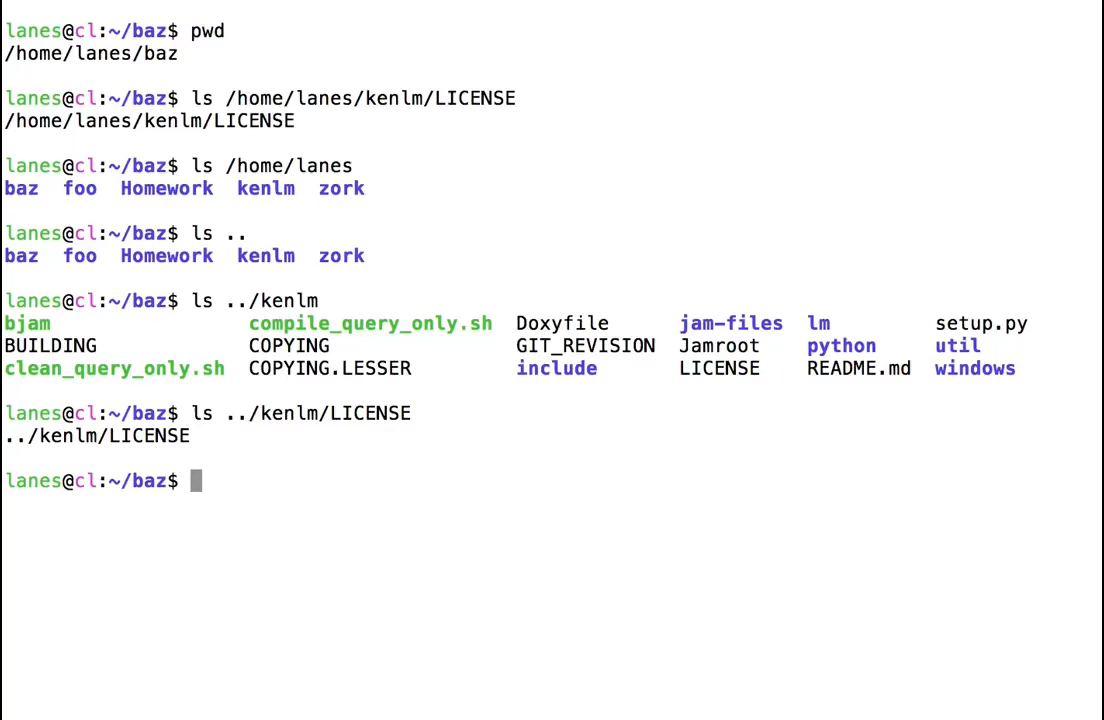 lanes@cl:~/baz$ pwd
/home/lanes/baz
lanes@cl:~/baz$ ls /home/lanes/kenlm/LICENSE
/home/lanes/kenlm/LICENSE
lanes@cl:~/baz$ ls /home/lanes
baz  foo  Homework  kenlm  zork
lanes@cl:~/baz$ ls ..
baz  foo  Homework  kenlm  zork
lanes@cl:~/baz$ ls ../kenlm
bjam                 compile_query_only.sh  Doxyfile      jam-files  lm         setup.py
BUILDING             COPYING                GIT_REVISION  Jamroot    python     util
clean_query_only.sh  COPYING.LESSER         include       LICENSE    README.md  windows
lanes@cl:~/baz$ ls ../kenlm/LICENSE
../kenlm/LICENSE
lanes@cl:~/baz$